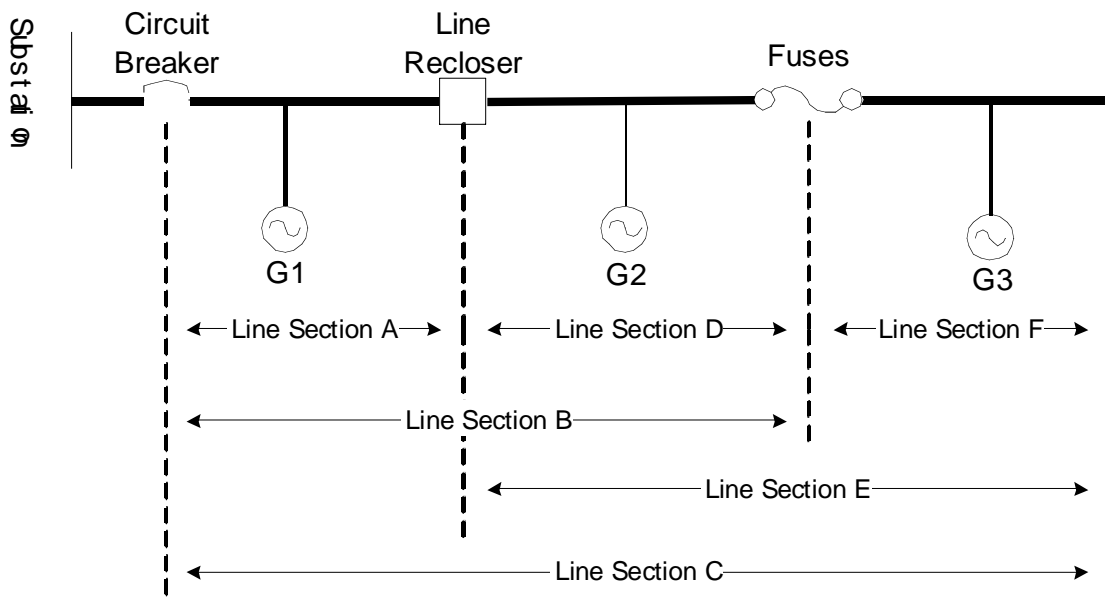 Substation
Circuit
Breaker
Line
Recloser
Fuses
G1
G2
G3
Line Section A
Line Section D
Line Section F
Line Section B
Line Section E
Line Section C